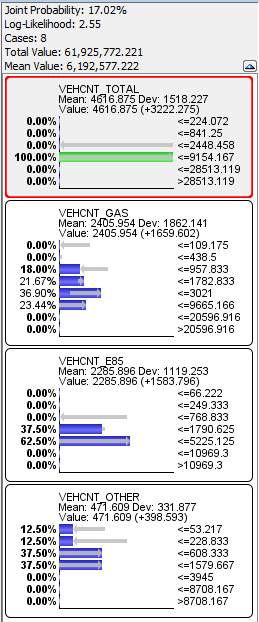 Joint Probability: 17.02%
Log-Likelihood: 2.55
Cases: 8
Total Value: 61,925,772.221
Mean Value: 6,192,577.222
VEHCNT_TOTAL
Mean: 4616.875 Dev: 1518.227
Value: 4616.875 (+3222.275)
0.00% <=224.072
0.00% <=841.25
0.00% <=2448.458
100.00% <=9154.167
0.00% <=28513.119
0.00% >28513.119
VEHCNT_GAS
Mean: 2405.954 Dev: 1862.141
Value: 2405.954 (+1659.602)
0.00% <=109.175
0.00% <=438.5
18.00% <=957.833
21.67% <=1782.833
36.90% <=3021
23.44% <=9665.166
0.00% <=20596.916
0.00% >20596.916
VEHCNT_E85
Mean: 2285.896 Dev: 1119.253
Value: 2285.896 (+1583.796)
0.00% <=66.222
0.00% <=249.333
0.00% <=768.833
37.50% <=1790.625
62.50% <=5225.125
0.00% <=10969.3
0.00% >10969.3
VEHCNT_OTHER
Mean: 471.609 Dev: 331.877
Value: 471.609 (+398.593)
12.50% <=53.217
12.50% <=228.833
37.50% <=608.333
37.50% <=1579.667
0.00% <=3945
0.00% <=8708.167
0.00% >8708.167